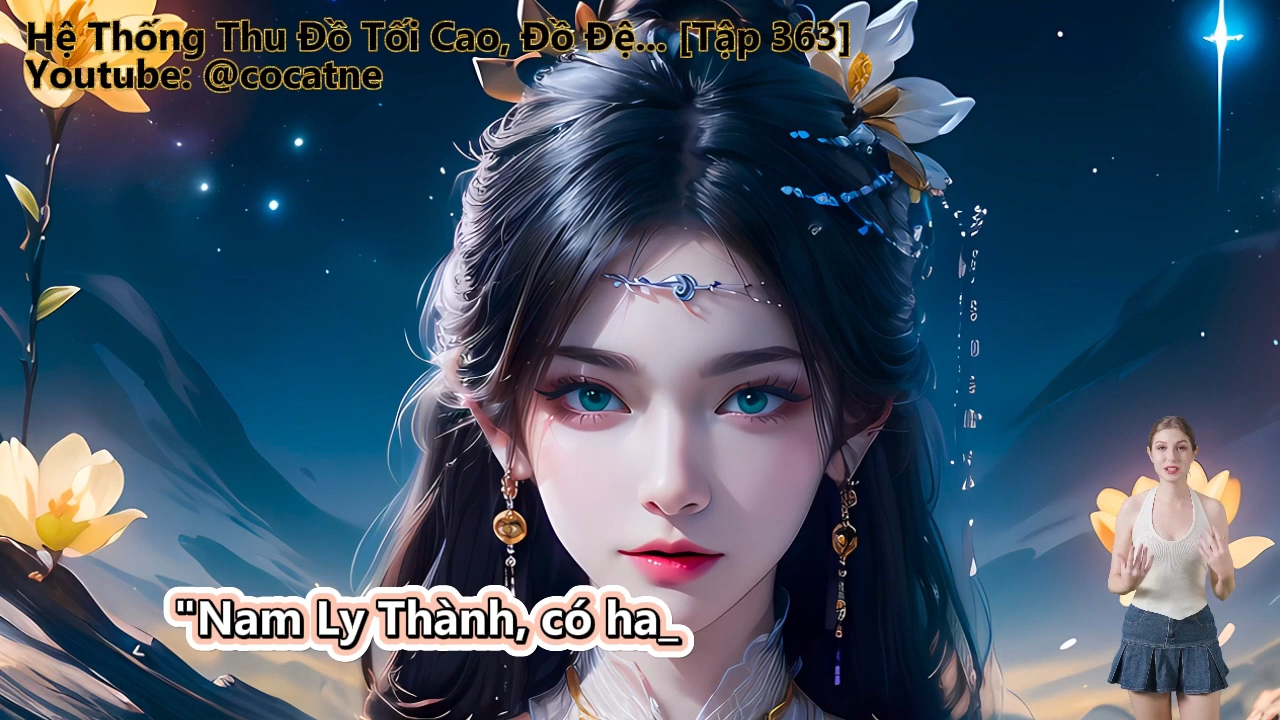 Hệ Thống Thu Đồ Tối Cao, Đồ Đệ... [Tập 363]
Youtube: @cocatne
"Nam Ly Thành, có ha_